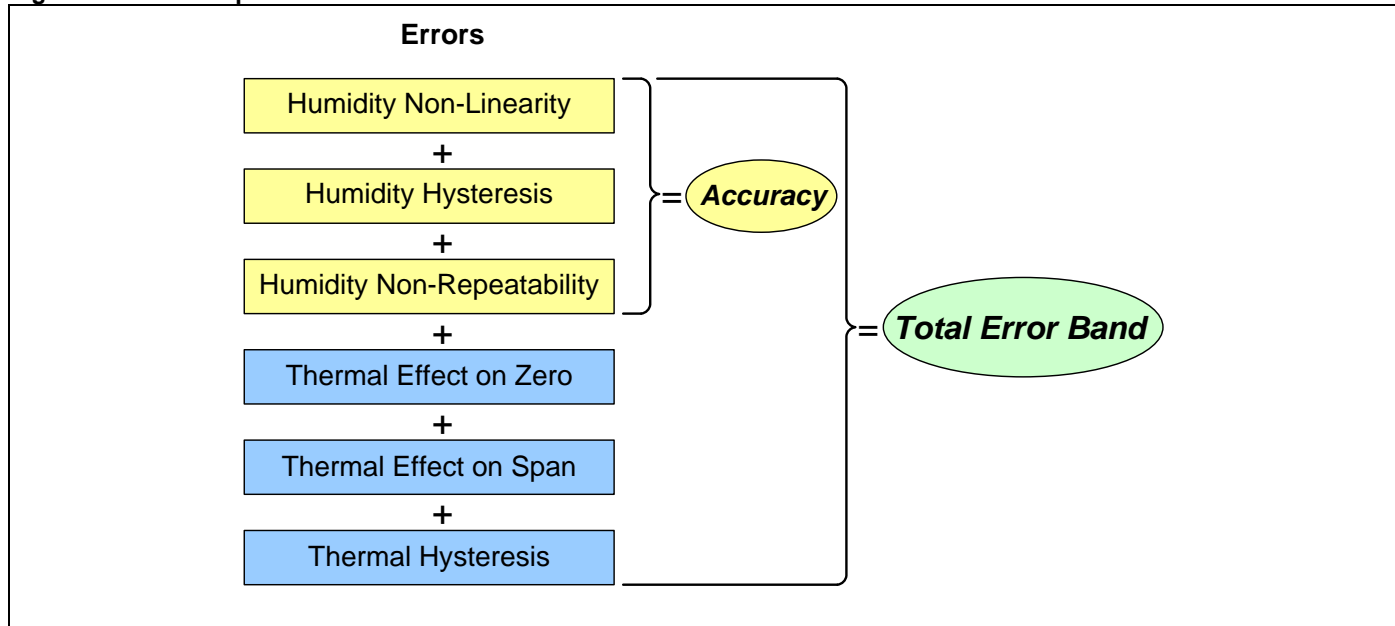 Errors
Humidity Non-Linearity
+
Humidity Hysteresis
+
Humidity Non-Repeatability
+
Thermal Effect on Zero
+
Thermal Effect on Span
+
Thermal Hysteresis
= Accuracy
= Total Error Band